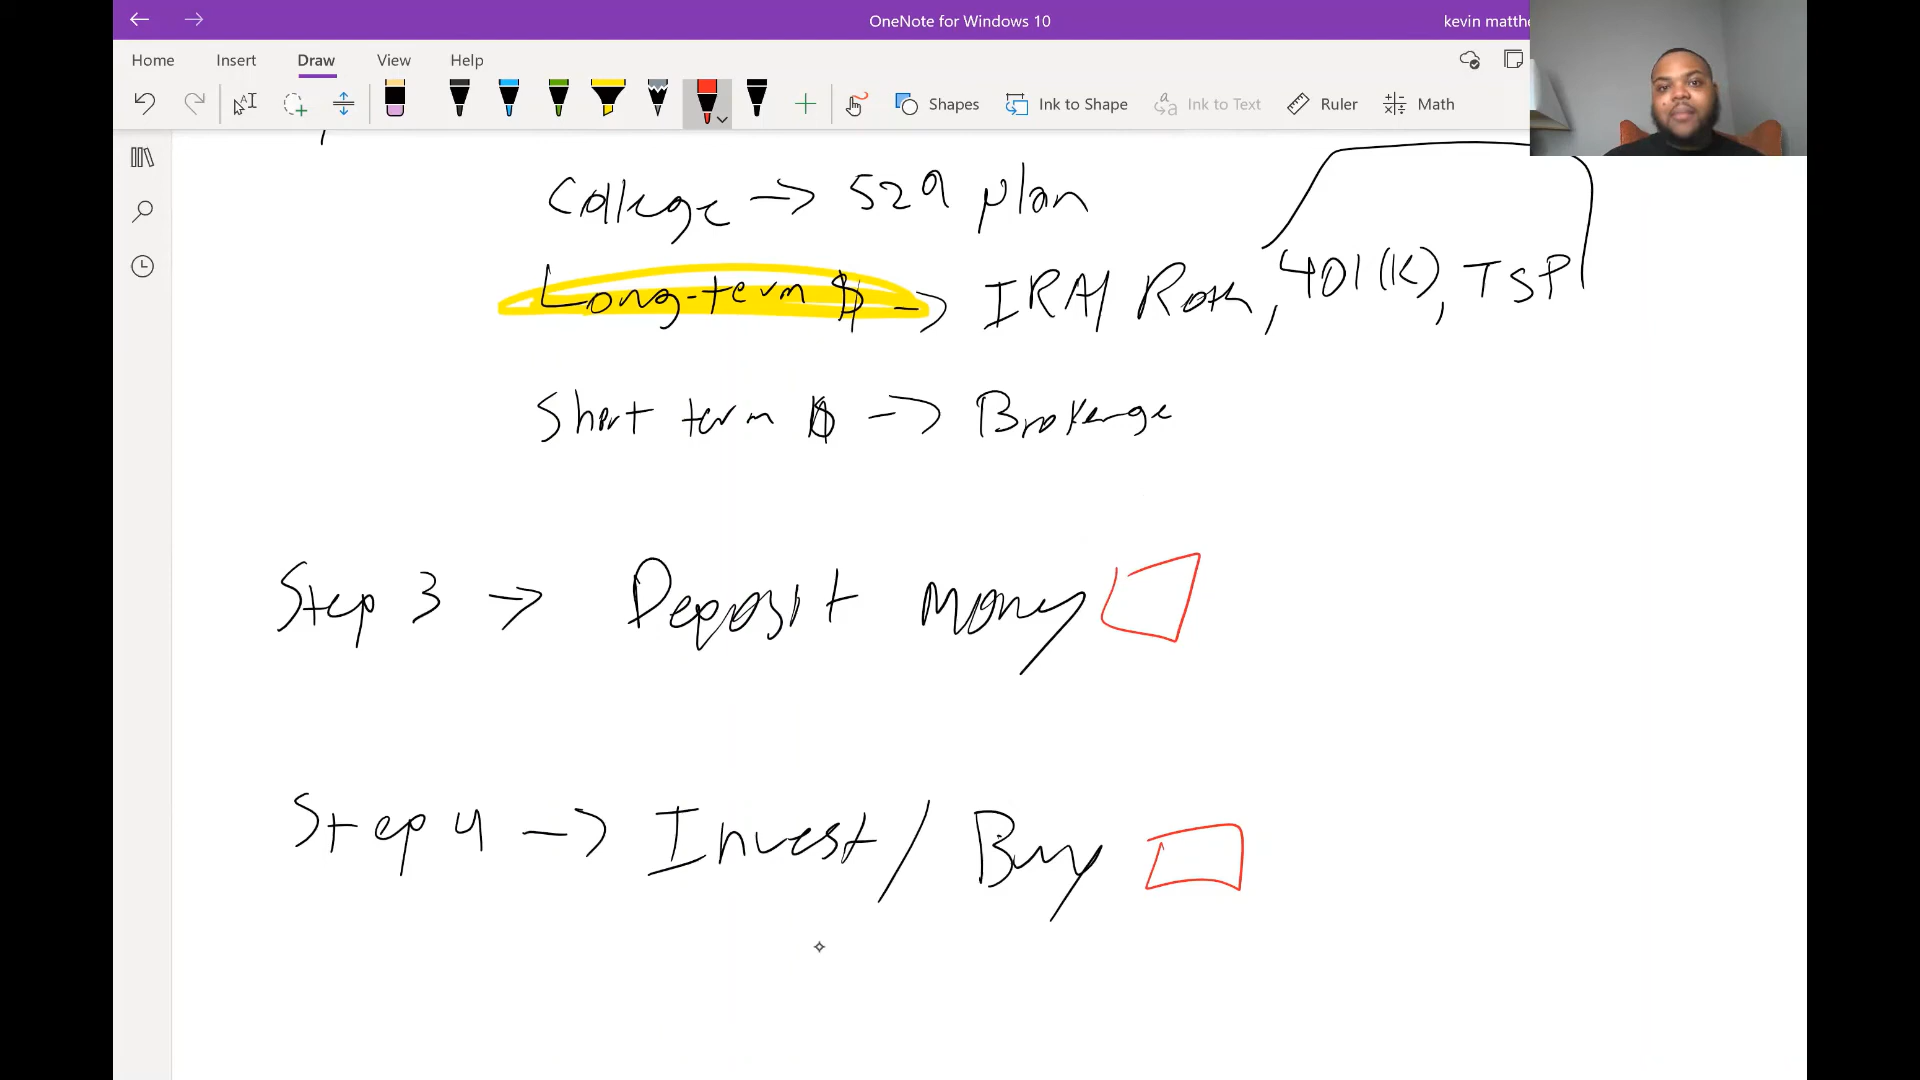 OneNote for Windows 10
kevin matthe
Home Insert Draw View Help
Shapes Ink to Shape Ink to Text Ruler Math
College -> 529 plan
Long-term $ -> IRA/ Roth, 401(K), TSP
Short term $ -> Brokerage
Step 3 -> Deposit Money
Step 4 -> Invest / Buy